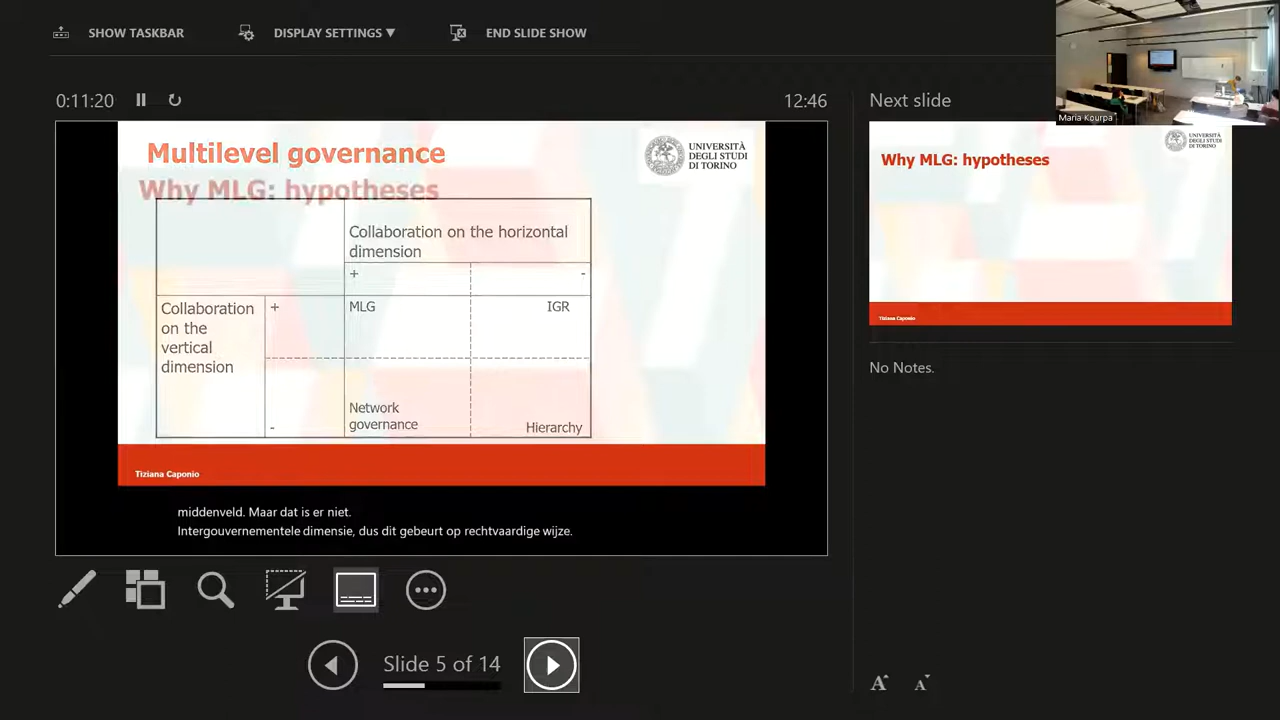 SHOW TASKBAR
DISPLAY SETTINGS ▼
END SLIDE SHOW
0:11:20
12:46
Next slide
Maria Kourpa
Multilevel governance
Why MLG: hypotheses
UNIVERSITÀ
DEGLI STUDI
DI TORINO
Collaboration on the horizontal
dimension
+
-
Collaboration
on the
vertical
dimension
+
MLG
IGR
-
Network
governance
Hierarchy
Tiziana Caponio
middenveld. Maar dat is er niet.
Intergouvernementele dimensie, dus dit gebeurt op rechtvaardige wijze.
Why MLG: hypotheses
UNIVERSITÀ
DEGLI STUDI
DI TORINO
Tiziana Caponio
No Notes.
Slide 5 of 14
A
A